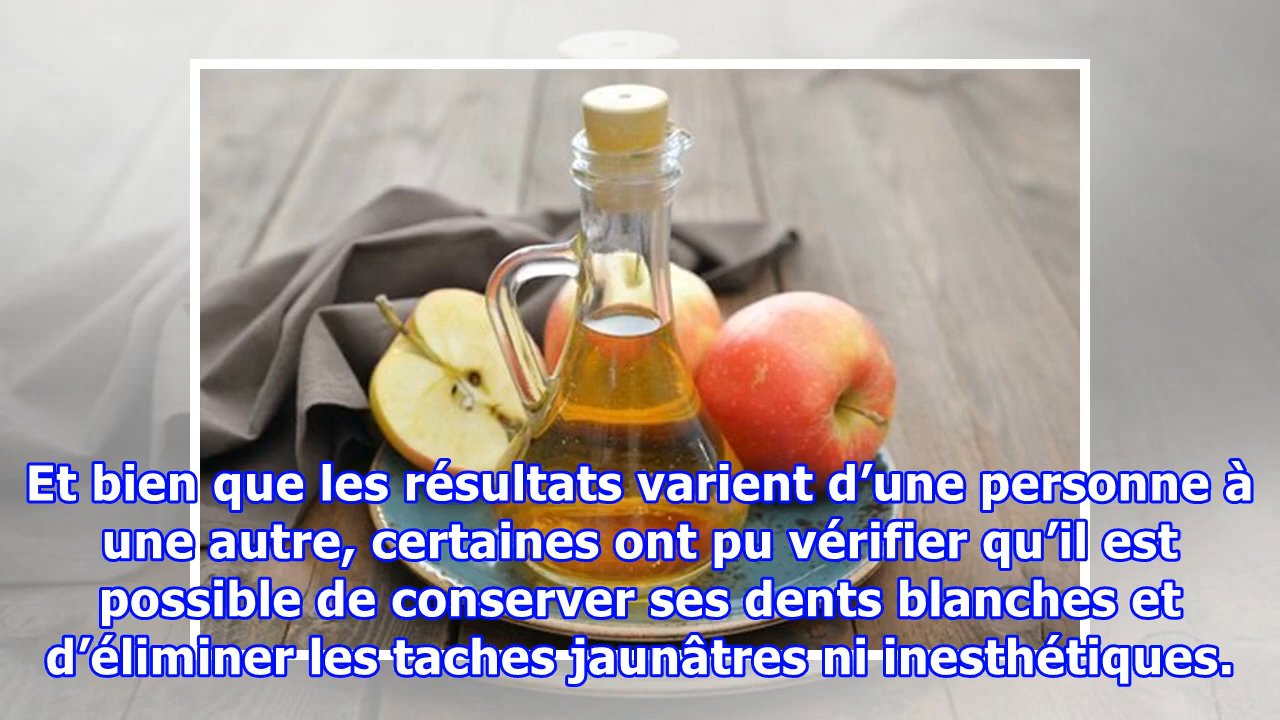 Et bien que les résultats varient d’une personne à
une autre, certaines ont pu vérifier qu’il est
possible de conserver ses dents blanches et
d’éliminer les taches jaunâtres ni inesthétiques.